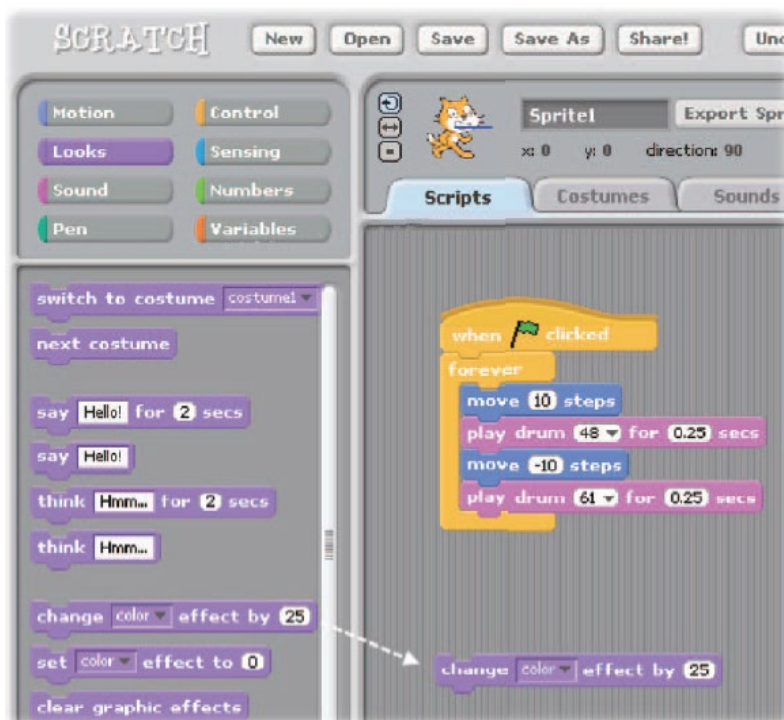 SCRATCH New Open Save Save As Share! Und
Motion Control
Looks Sensing
Sound Numbers
Pen Variables
Sprite1 Export Spr
x: 0 y: 0 direction: 90
Scripts Costumes Sounds
switch to costume costume1
next costume
say Hello! for 2 secs
say Hello!
think Hmm... for 2 secs
think Hmm...
change color effect by 25
set color effect to 0
clear graphic effects
when clicked
forever
move 10 steps
play drum 48 for 0.25 secs
move -10 steps
play drum 61 for 0.25 secs
change color effect by 25